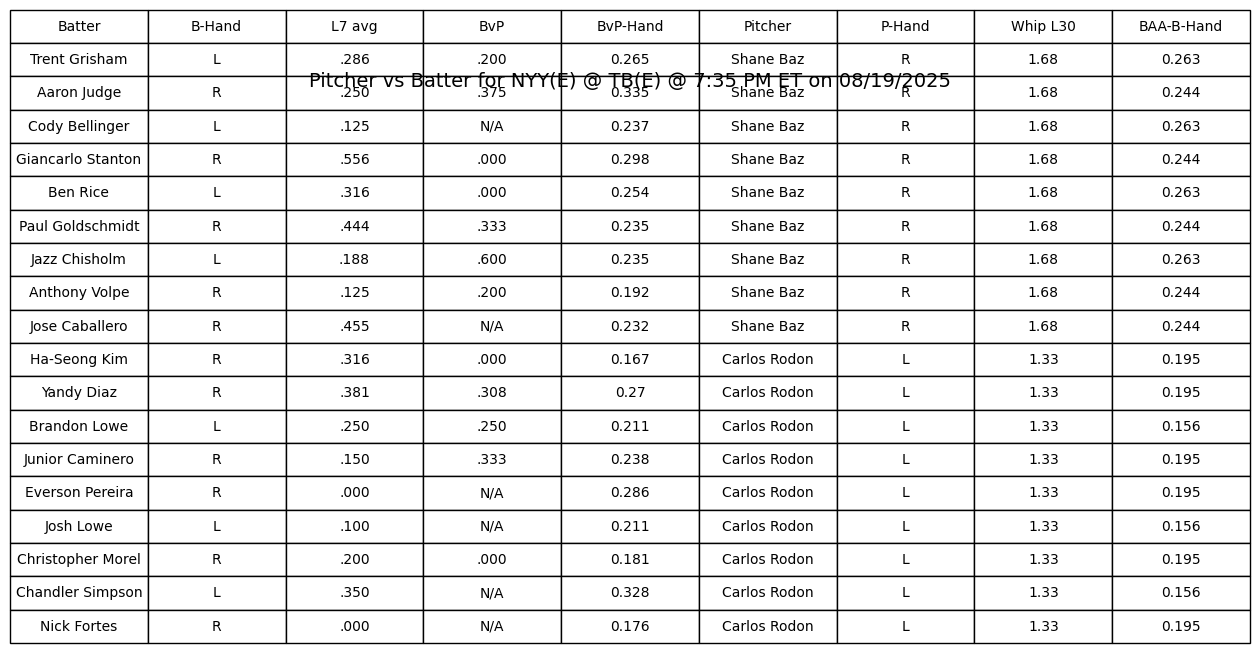 Batter B-Hand L7 avg BvP BvP-Hand Pitcher P-Hand Whip L30 BAA-B-Hand
Trent Grisham L .286 .200 0.265 Shane Baz R 1.68 0.263
Pitcher vs Batter for NYY(E) @ TB(E) @ 7:35 PM ET on 08/19/2025
Aaron Judge R .250 .375 0.335 Shane Baz R 1.68 0.244
Cody Bellinger L .125 N/A 0.237 Shane Baz R 1.68 0.263
Giancarlo Stanton R .556 .000 0.298 Shane Baz R 1.68 0.244
Ben Rice L .316 .000 0.254 Shane Baz R 1.68 0.263
Paul Goldschmidt R .444 .333 0.235 Shane Baz R 1.68 0.244
Jazz Chisholm L .188 .600 0.235 Shane Baz R 1.68 0.263
Anthony Volpe R .125 .200 0.192 Shane Baz R 1.68 0.244
Jose Caballero R .455 N/A 0.232 Shane Baz R 1.68 0.244
Ha-Seong Kim R .316 .000 0.167 Carlos Rodon L 1.33 0.195
Yandy Diaz R .381 .308 0.27 Carlos Rodon L 1.33 0.195
Brandon Lowe L .250 .250 0.211 Carlos Rodon L 1.33 0.156
Junior Caminero R .150 .333 0.238 Carlos Rodon L 1.33 0.195
Everson Pereira R .000 N/A 0.286 Carlos Rodon L 1.33 0.195
Josh Lowe L .100 N/A 0.211 Carlos Rodon L 1.33 0.156
Christopher Morel R .200 .000 0.181 Carlos Rodon L 1.33 0.195
Chandler Simpson L .350 N/A 0.328 Carlos Rodon L 1.33 0.156
Nick Fortes R .000 N/A 0.176 Carlos Rodon L 1.33 0.195